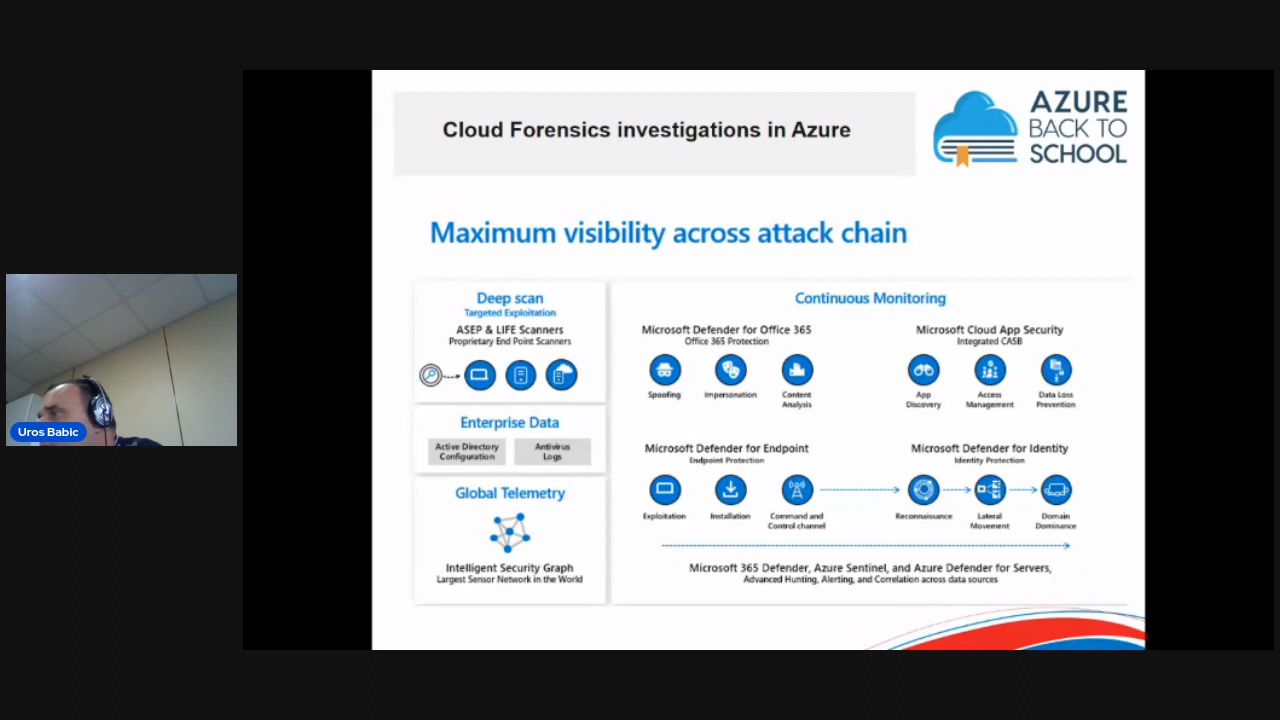 Cloud Forensics investigations in Azure
AZURE
BACK TO
SCHOOL
Maximum visibility across attack chain
Deep scan
Targeted Exploitation
ASEP & LIFE Scanners
Proprietary End Point Scanners
Enterprise Data
Active Directory
Configuration
Antivirus
Logs
Global Telemetry
Intelligent Security Graph
Largest Sensor Network in the World
Continuous Monitoring
Microsoft Defender for Office 365
Office 365 Protection
Spoofing
Impersonation
Content
Analysis
Microsoft Cloud App Security
Integrated CASB
App
Discovery
Access
Management
Data Loss
Prevention
Microsoft Defender for Endpoint
Endpoint Protection
Exploitation
Installation
Command and
Control channel
Microsoft Defender for Identity
Identity Protection
Reconnaissance
Lateral
Movement
Domain
Dominance
Microsoft 365 Defender, Azure Sentinel, and Azure Defender for Servers,
Advanced Hunting, Alerting, and Correlation across data sources
Uros Babic